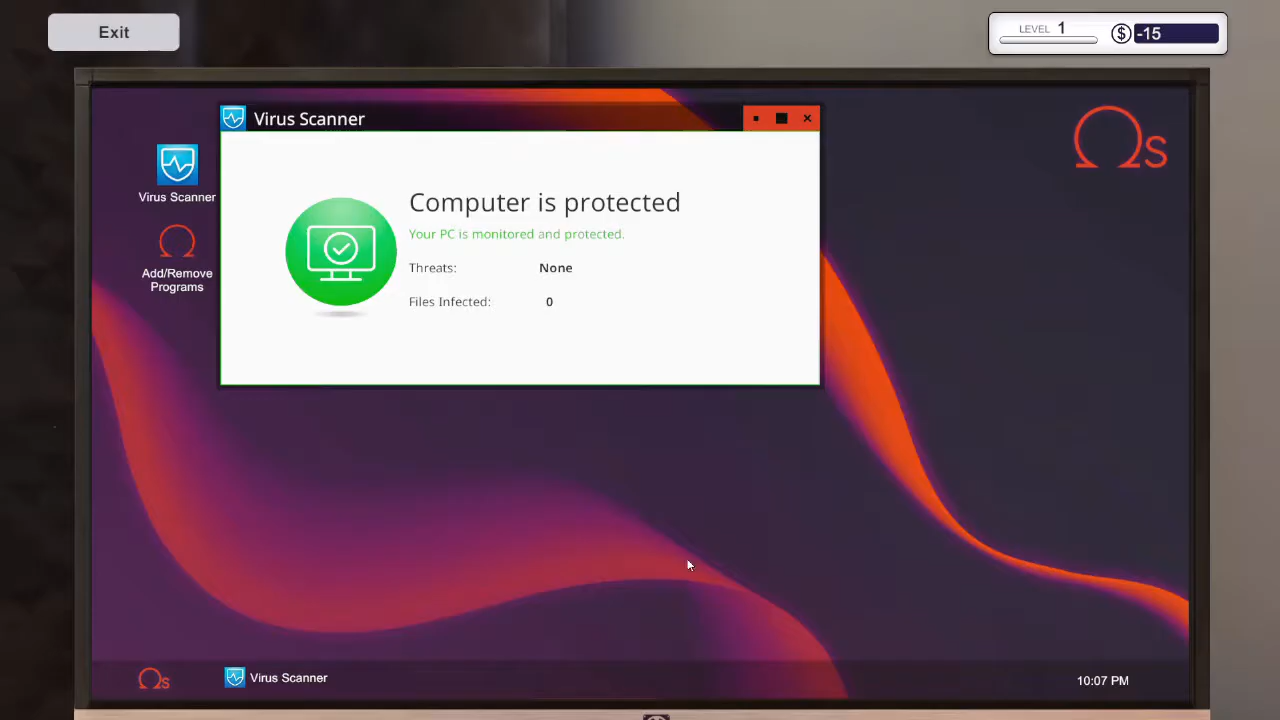 Exit
LEVEL 1
$ -15
Virus Scanner
Ωs
Virus Scanner
Computer is protected
Your PC is monitored and protected.
Threats: None
Files Infected: 0
Add/Remove
Programs
Ωs
Virus Scanner
10:07 PM